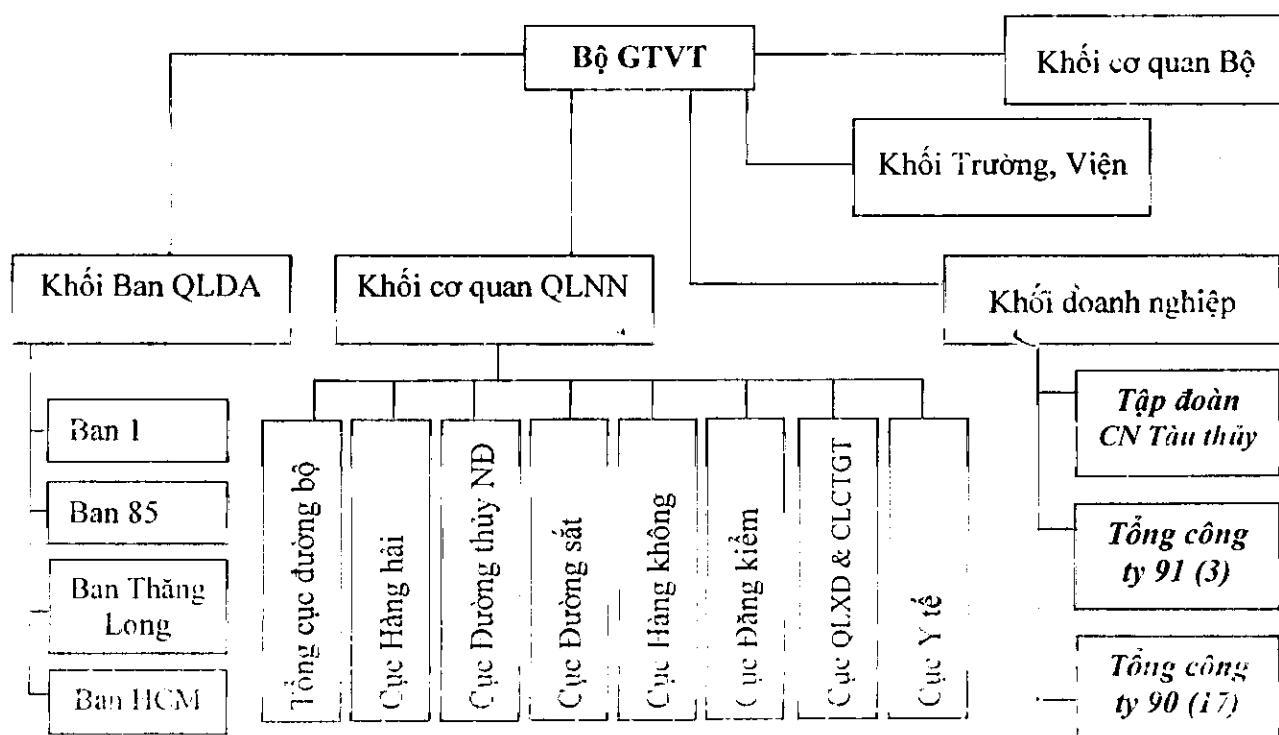 Bộ GTVT
Khối cơ quan Bộ
Khối Trường, Viện
Khối Ban QLDA
Khối cơ quan QLNN
Khối doanh nghiệp
Ban 1
Ban 85
Ban Thăng
Long
Ban HCM
Tổng cục đường bộ
Cục Hàng hải
Cục Đường thủy NĐ
Cục Đường sắt
Cục Hàng không
Cục Đăng kiểm
Cục QLXD & CLCTGT
Cục Y tế
Tập đoàn
CN Tàu thủy
Tổng công
ty 91 (3)
Tổng công
ty 90 (17)